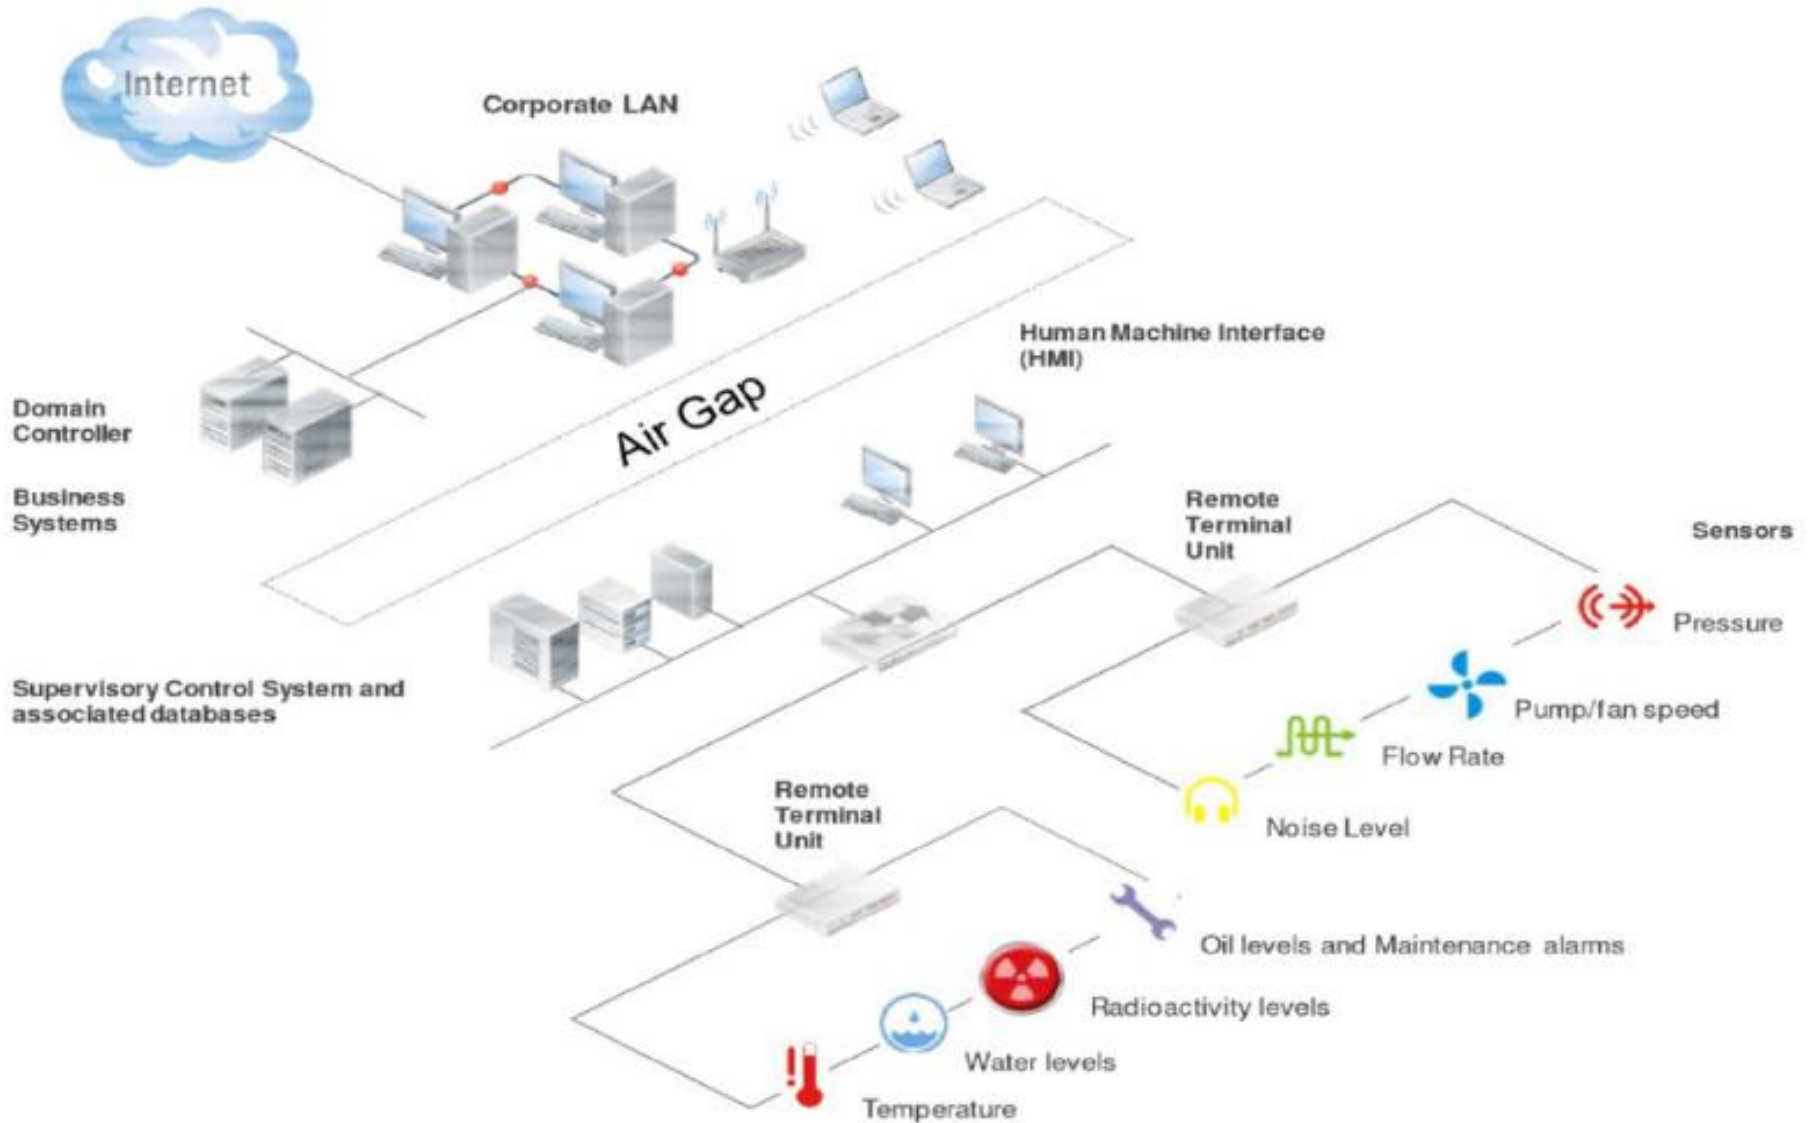 Internet
Corporate LAN
Human Machine Interface
(HMI)
Domain
Controller
Air Gap
Business
Systems
Remote
Terminal
Unit
Sensors
Pressure
Supervisory Control System and
associated databases
Pump/fan speed
Flow Rate
Remote
Terminal
Unit
Noise Level
Oil levels and Maintenance alarms
Radioactivity levels
Water levels
Temperature